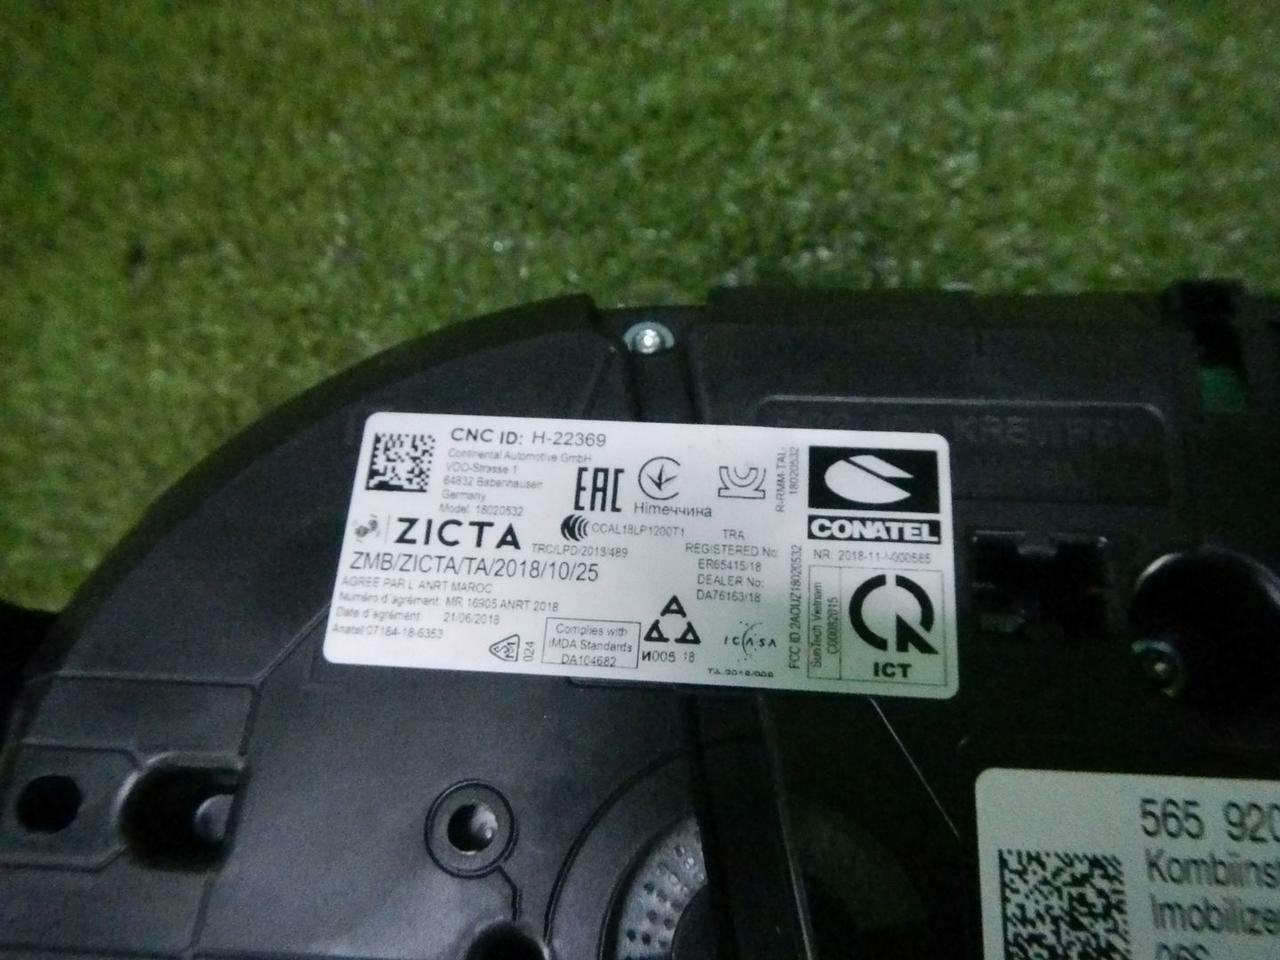 CNC ID: H-22369
Continental Automotive GmbH
VDO-Strasse 1
64832 Babenhausen
Germany
Model: 18020532
EAC
Німеччина
R-RMM-TAL-
18020532
CONATEL
NR: 2018-11-I-000585
ZICTA
CCAL18LP1200T1
TRC/LPD/2018/489
ZMB/ZICTA/TA/2018/10/25
TRA
REGISTERED No:
ER65415/18
DEALER No:
DA76163/18
AGREE PAR L ANRT MAROC
Numéro d'agrément: MR 16905 ANRT 2018
Date d'agrément: 21/06/2018
Anatel 07184-18-6353
024
Complies with
IMDA Standards
DA104682
И005 18
ICASA
TA-2018/008
FCC ID 2AOUZ18020532
SunTech Vietnam
C00082015
ICT
565 920
Kombiinst
Imobilize